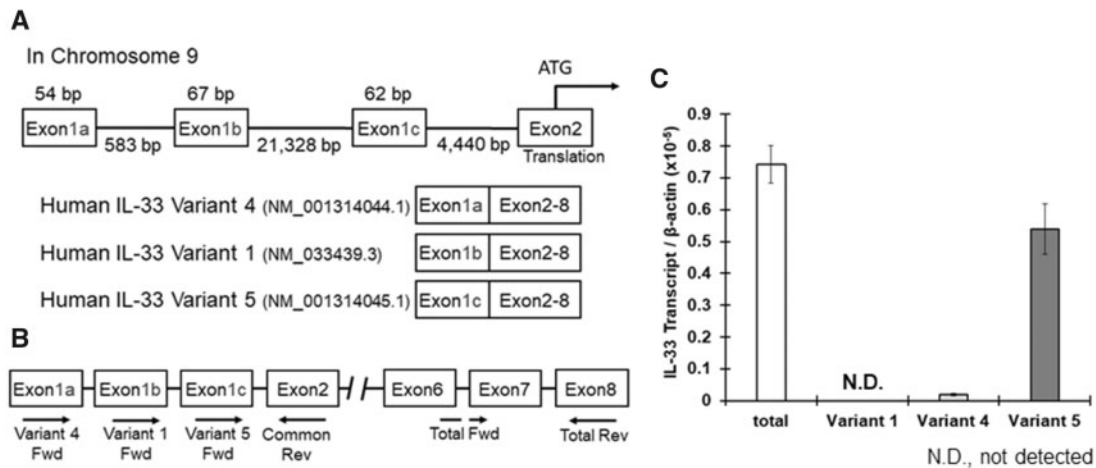 A
In Chromosome 9
ATG
54 bp 67 bp 62 bp
Exon1a Exon1b Exon1c Exon2
583 bp 21,328 bp 4,440 bp Translation
Human IL-33 Variant 4 (NM_001314044.1) Exon1a Exon2-8
Human IL-33 Variant 1 (NM_033439.3) Exon1b Exon2-8
Human IL-33 Variant 5 (NM_001314045.1) Exon1c Exon2-8
B
Exon1a Exon1b Exon1c Exon2 // Exon6 Exon7 Exon8
Variant 4 Fwd
Variant 1 Fwd
Variant 5 Fwd
Common Rev
Total Fwd
Total Rev
C
IL-33 Transcript / β-actin (x10⁻⁵)
0.9
0.8
0.7
0.6
0.5
0.4
0.3
0.2
0.1
0
N.D.
total Variant 1 Variant 4 Variant 5
N.D., not detected